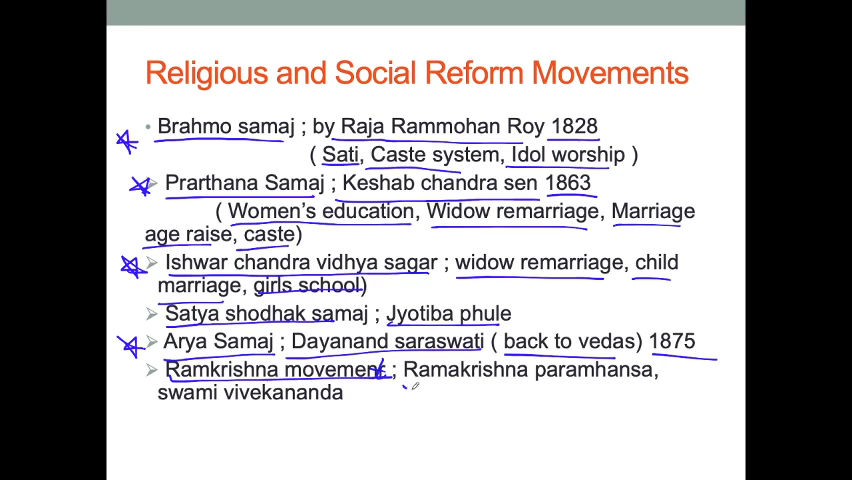 Religious and Social Reform Movements
• Brahmo samaj ; by Raja Rammohan Roy 1828
( Sati, Caste system, Idol worship )
Prarthana Samaj ; Keshab chandra sen 1863
( Women's education, Widow remarriage, Marriage
age raise, caste)
Ishwar chandra vidhya sagar ; widow remarriage, child
marriage, girls school)
Satya shodhak samaj ; Jyotiba phule
Arya Samaj ; Dayanand saraswati ( back to vedas) 1875
Ramkrishna movement ; Ramakrishna paramhansa,
swami vivekananda